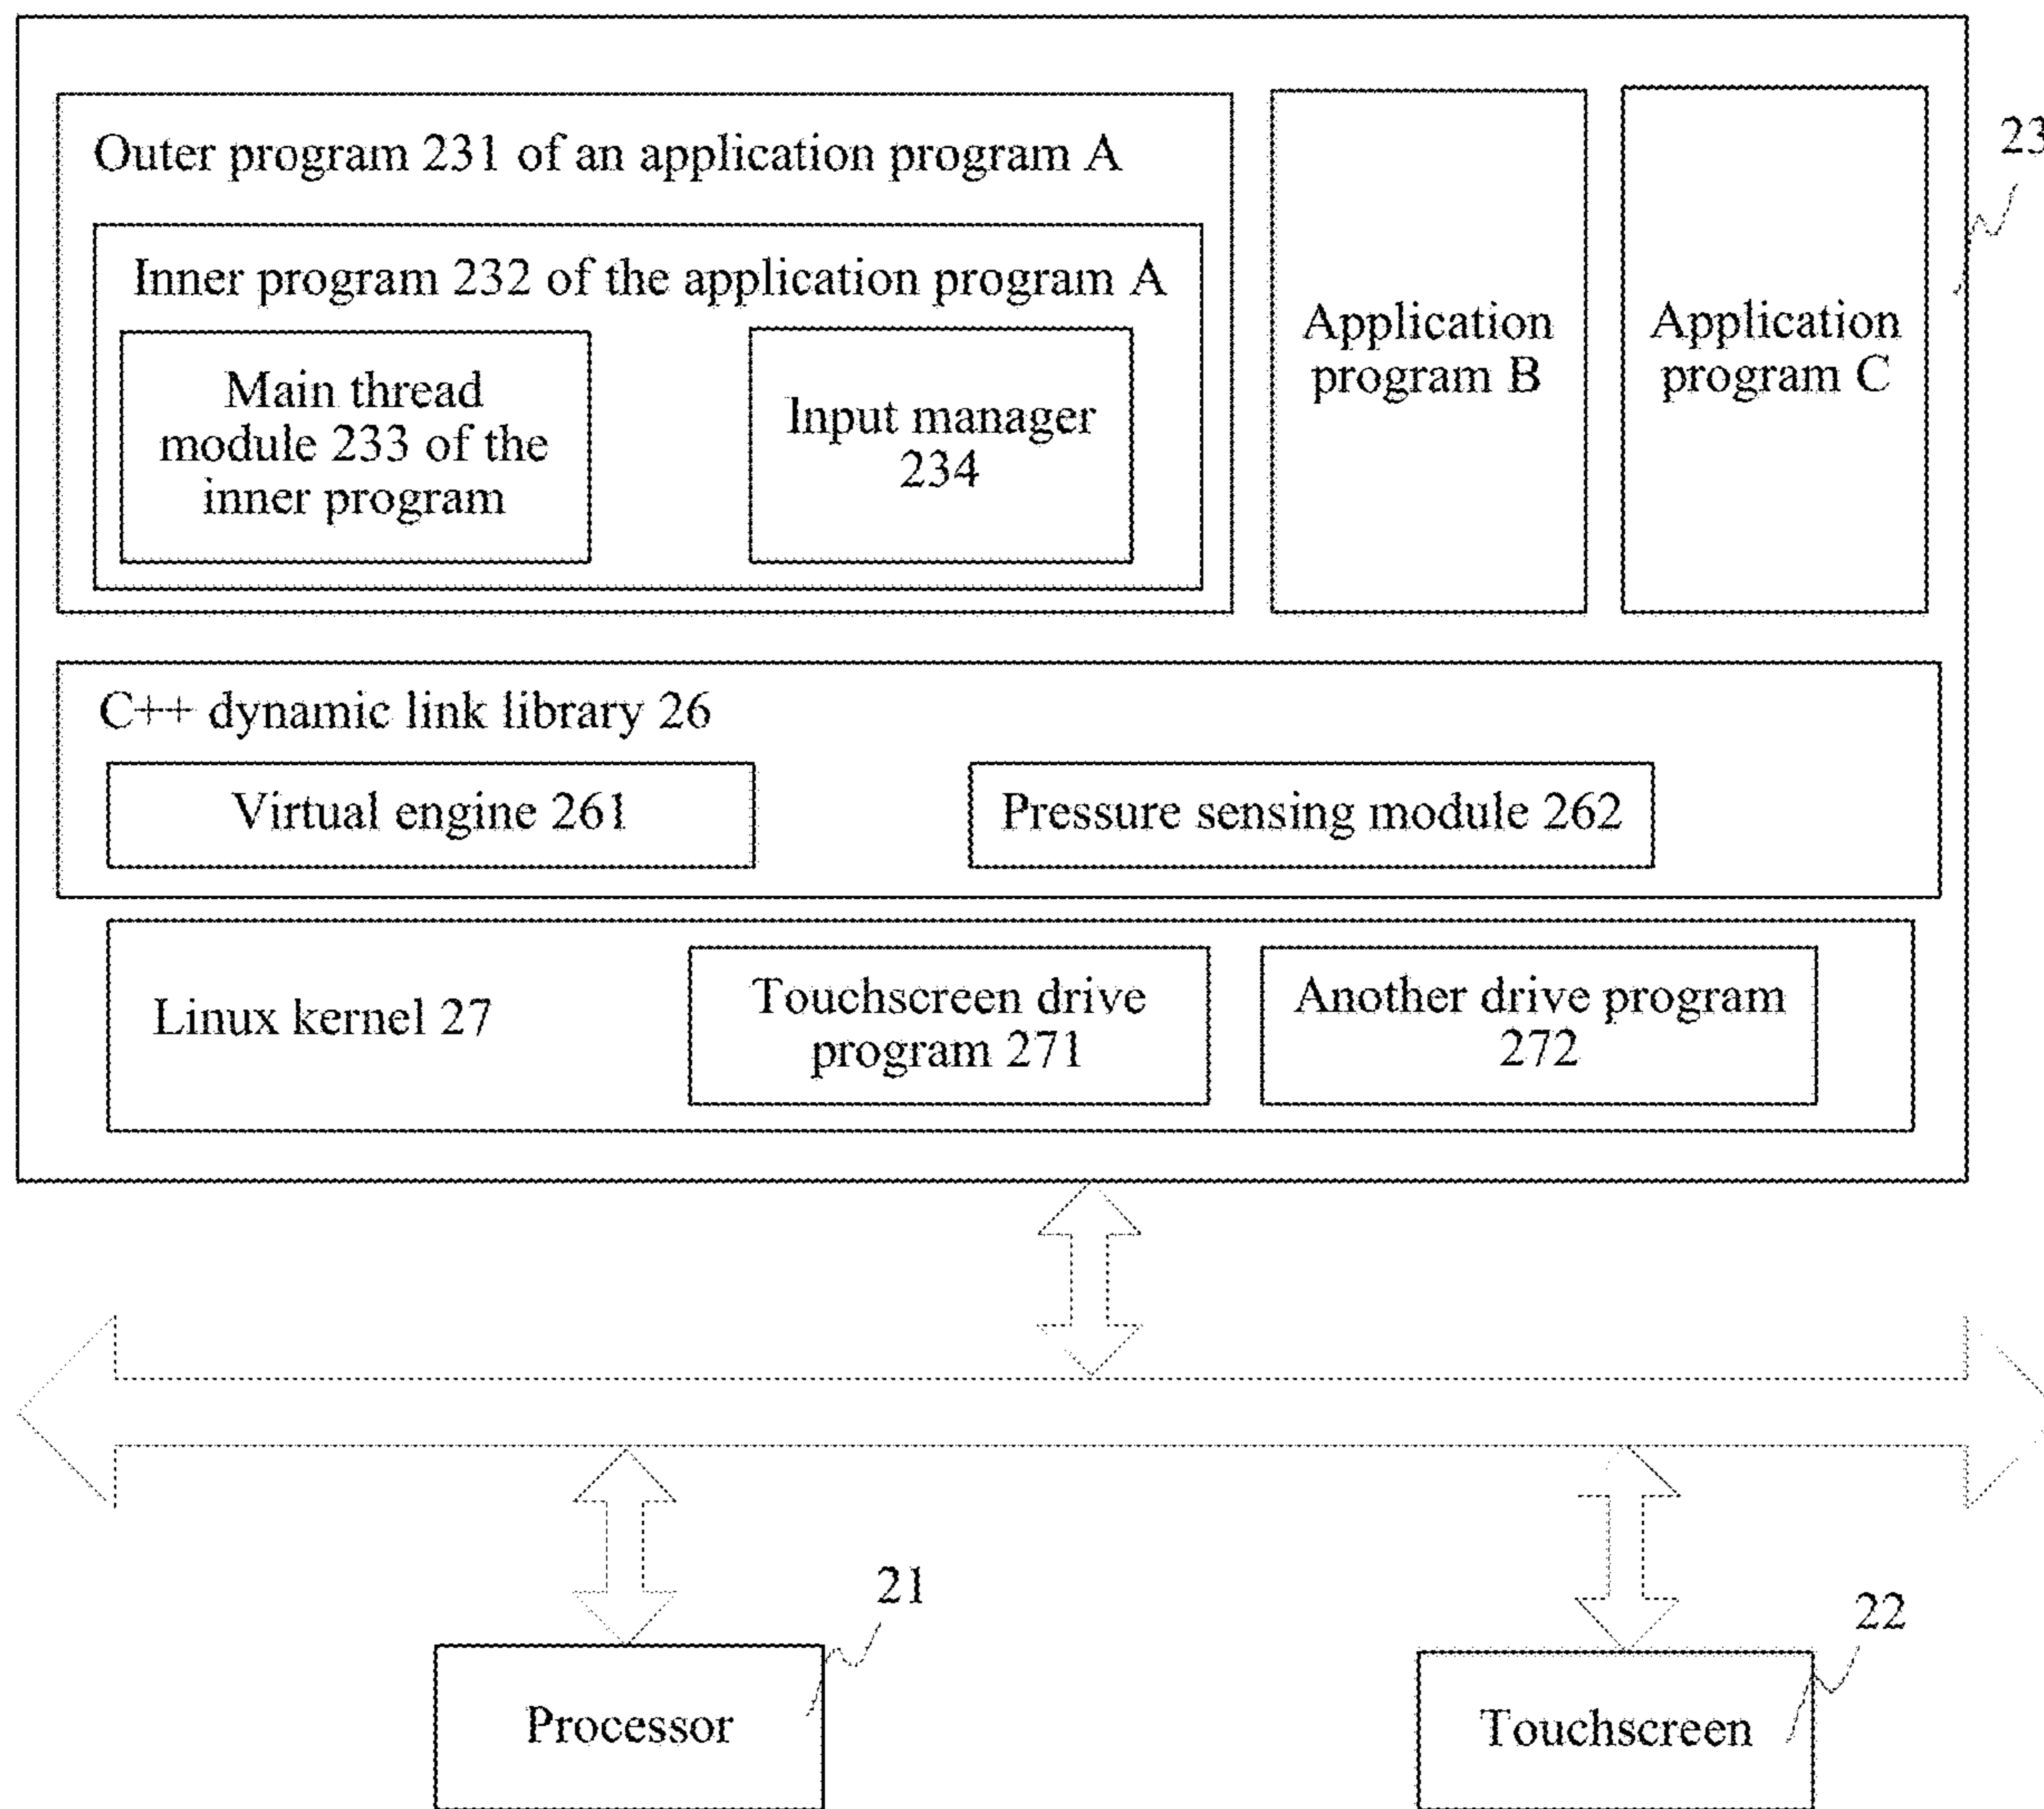 23
Outer program 231 of an application program A
Inner program 232 of the application program A
Main thread
module 233 of the
inner program
Input manager
234
Application
program B
Application
program C
C++ dynamic link library 26
Virtual engine 261
Pressure sensing module 262
Linux kernel 27
Touchscreen drive
program 271
Another drive program
272
21
Processor
22
Touchscreen